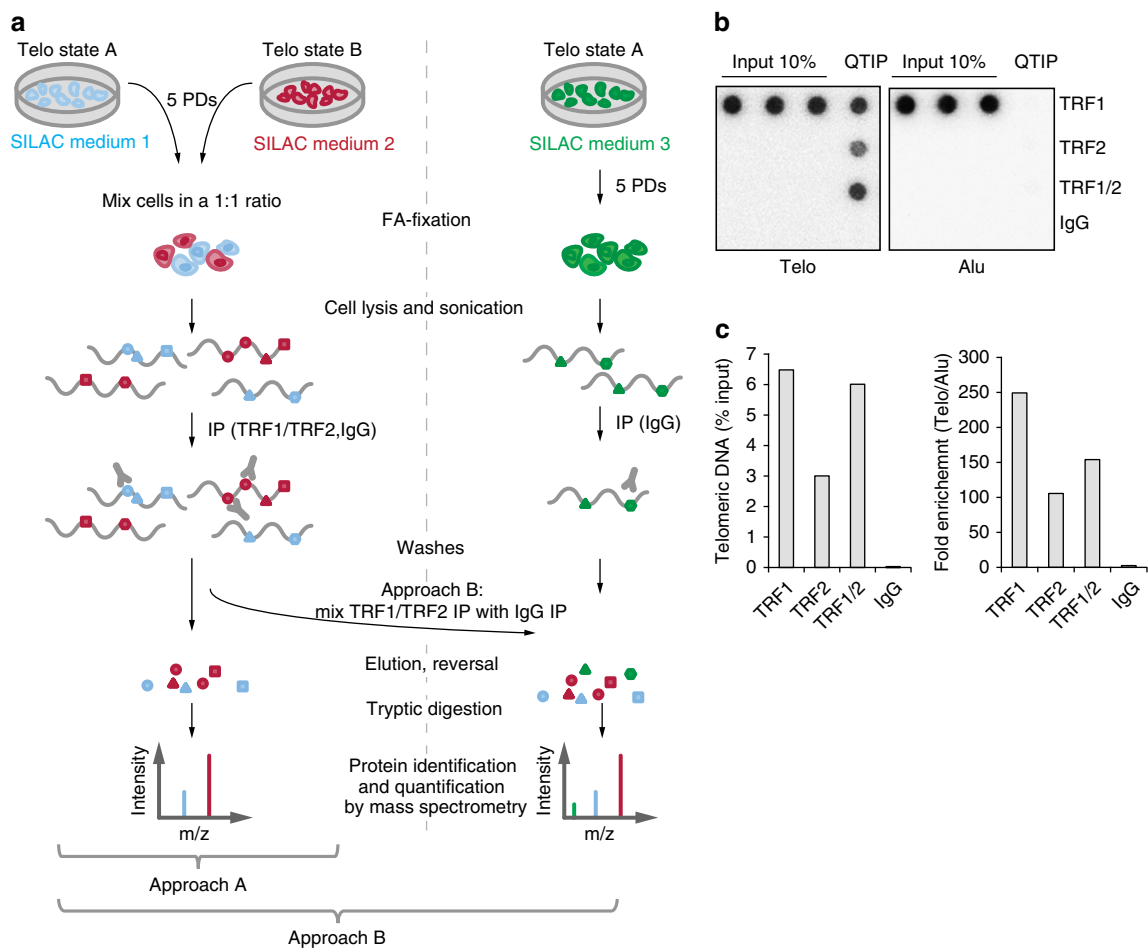 a
Telo state A
Telo state B
Telo state A
5 PDs
SILAC medium 1
SILAC medium 2
SILAC medium 3
5 PDs
Mix cells in a 1:1 ratio
FA-fixation
Cell lysis and sonication
IP (TRF1/TRF2,IgG)
IP (IgG)
Washes
Approach B:
mix TRF1/TRF2 IP with IgG IP
Elution, reversal
Tryptic digestion
Protein identification
and quantification
by mass spectrometry
Intensity
m/z
Intensity
m/z
Approach A
Approach B
b
Input 10%
QTIP
Input 10%
QTIP
TRF1
TRF2
TRF1/2
IgG
Telo
Alu
c
Telomeric DNA (% input)
7
6
5
4
3
2
1
0
TRF1
TRF2
TRF1/2
IgG
Fold enrichemnt (Telo/Alu)
300
250
200
150
100
50
0
TRF1
TRF2
TRF1/2
IgG